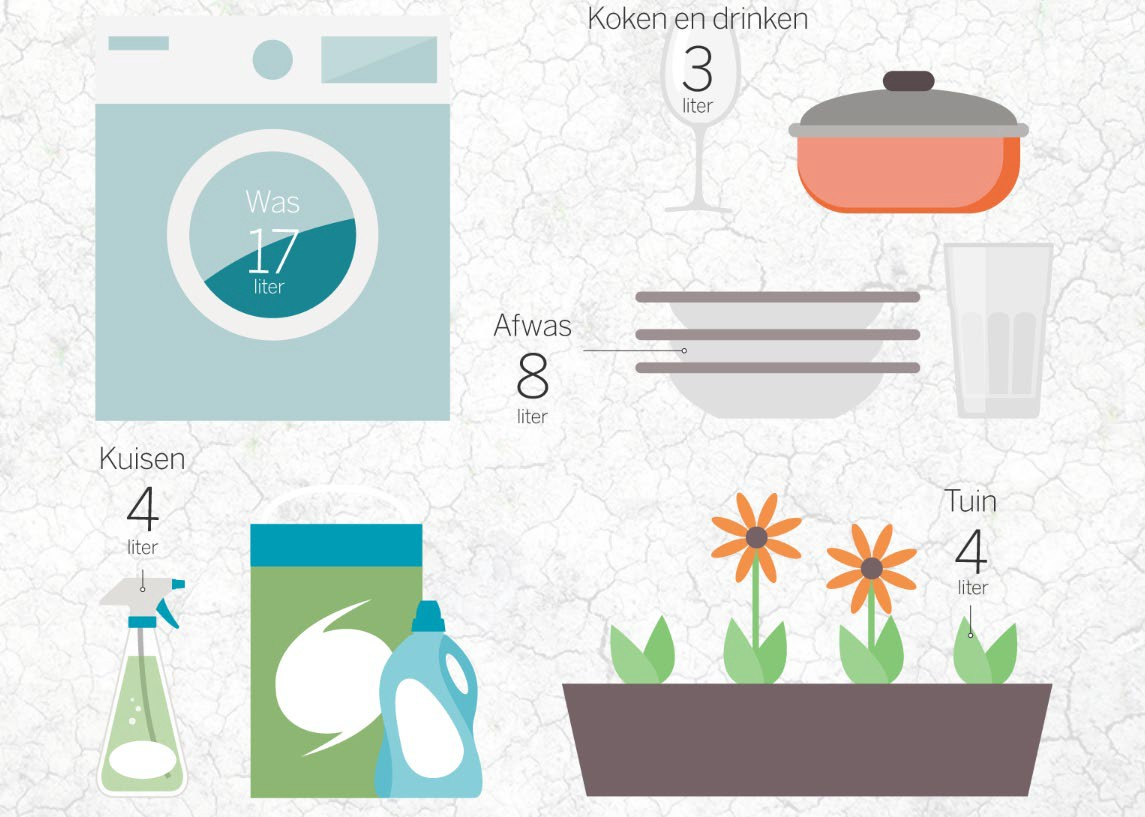 Koken en drinken
3
liter
Was
17
liter
Afwas
8
liter
Kuisen
4
liter
Tuin
4
liter